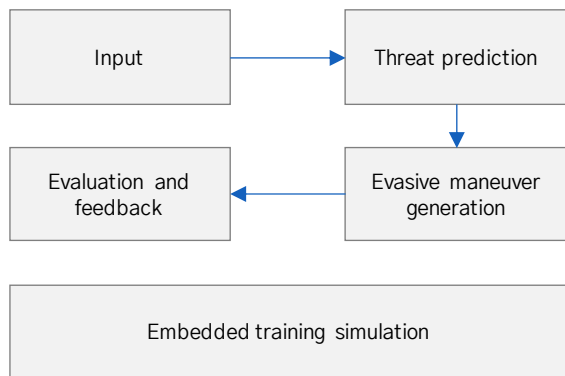 Input
Threat prediction
Evaluation and
feedback
Evasive maneuver
generation
Embedded training simulation